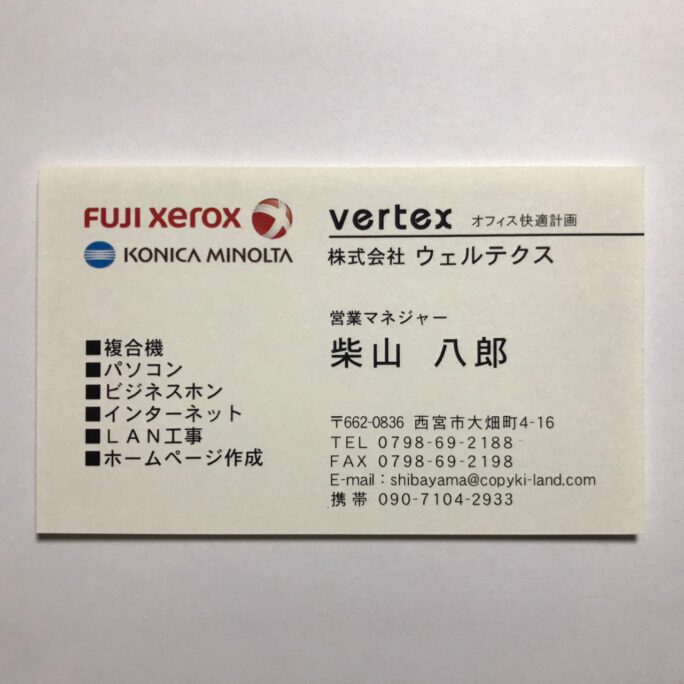 FUJI xerox
KONICA MINOLTA
■複合機
■パソコン
■ビジネスホン
■インターネット
■ＬＡＮ工事
■ホームページ作成
vertex オフィス快適計画
株式会社 ウェルテクス
営業マネジャー
柴山 八郎
〒662-0836 西宮市大畑町4-16
TEL 0798-69-2188
FAX 0798-69-2198
E-mail：shibayama@copyki-land.com
携帯 090-7104-2933